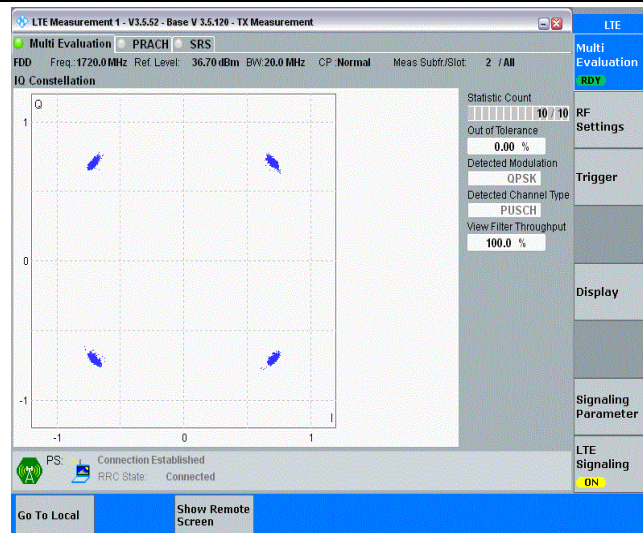 LTE Measurement 1 - V3.5.52 - Base V 3.5.120 - TX Measurement
LTE
Multi Evaluation PRACH SRS
Multi
Evaluation
RDY
FDD Freq.:1720.0 MHz Ref. Level: 36.70 dBm BW:20.0 MHz CP :Normal Meas Subfr./Slot: 2 / All
IQ Constellation
Statistic Count
10 / 10
Out of Tolerance
0.00 %
Detected Modulation
QPSK
Detected Channel Type
PUSCH
View Filter Throughput
100.0 %
RF
Settings
Trigger
Display
Signaling
Parameter
LTE
Signaling
ON
Q
1
0
-1
I
-1 0 1
PS: Connection Established
RRC State: Connected
Go To Local
Show Remote
Screen